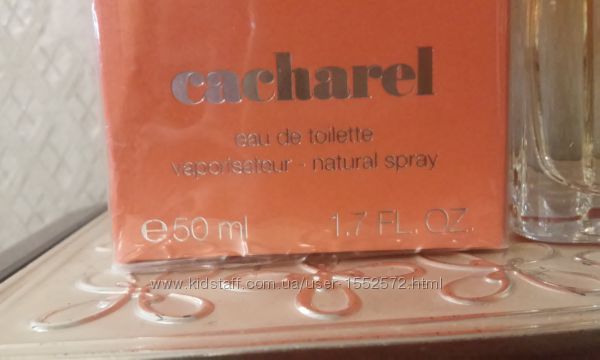 cacharel
eau de toilette
vaporisateur - natural spray
℮ 50 ml 1.7 FL. OZ.
www.kidstaff.com.ua/user-1552572.html